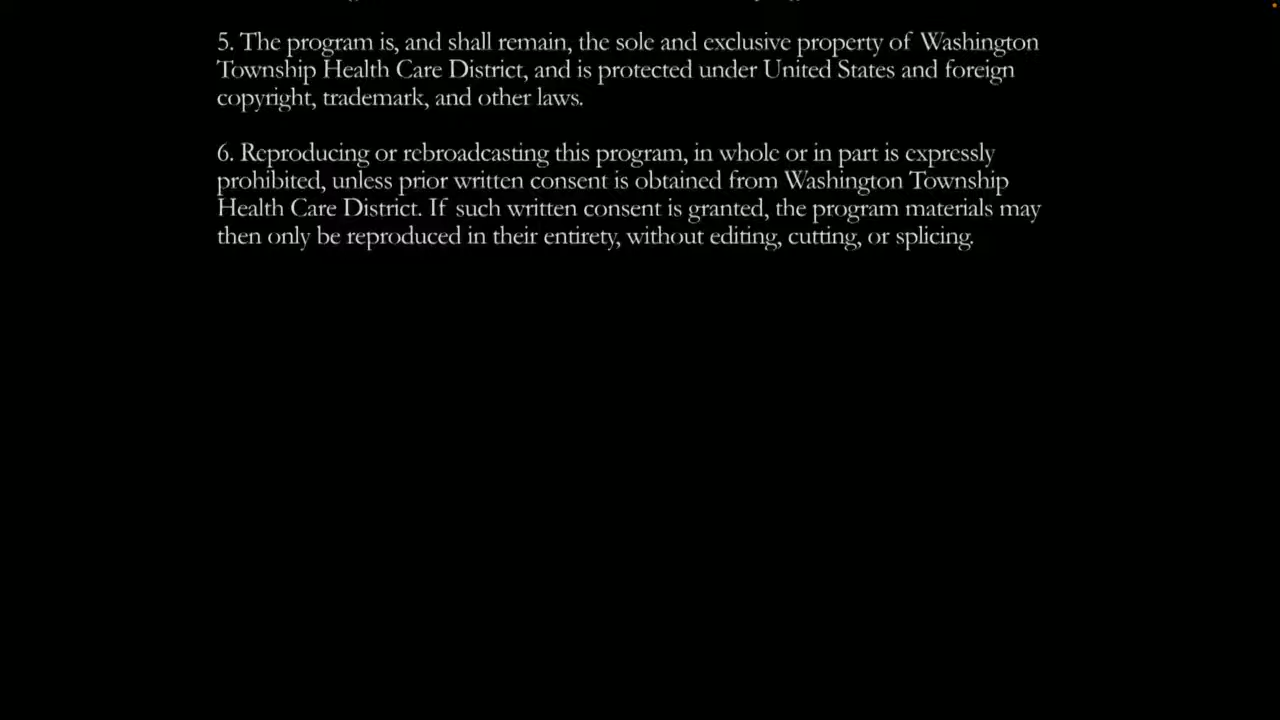 5. The program is, and shall remain, the sole and exclusive property of Washington
Township Health Care District, and is protected under United States and foreign
copyright, trademark, and other laws.
6. Reproducing or rebroadcasting this program, in whole or in part is expressly
prohibited, unless prior written consent is obtained from Washington Township
Health Care District. If such written consent is granted, the program materials may
then only be reproduced in their entirety, without editing, cutting, or splicing.